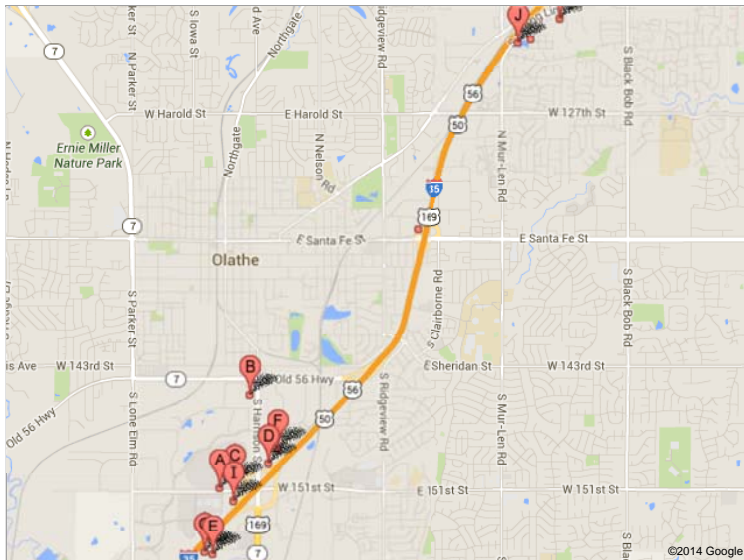 J
7
S Iowa St
Northgate
N Parker St
S Ridgeview Rd
56
S Black Bob Rd
W Harold St
E Harold St
W 127th St
50
Ernie Miller
Nature Park
Northgate
N Nelson
Rd
N Mur-Len Rd
35
7
169
E Santa Fe St
E Santa Fe St
Olathe
S Parker St
S Clairborne Rd
S Black Bob Rd
W 143rd St
B
E Sheridan St
W 143rd St
7
Old 56 Hwy
56
Old 56 Hwy
S Lone Elm Rd
S Harrison St
F
50
S Ridgeview Rd
S Mur-Len Rd
D
A
C
I
W 151st St
E 151st St
W 151st St
E
169
35
7
©2014 Google